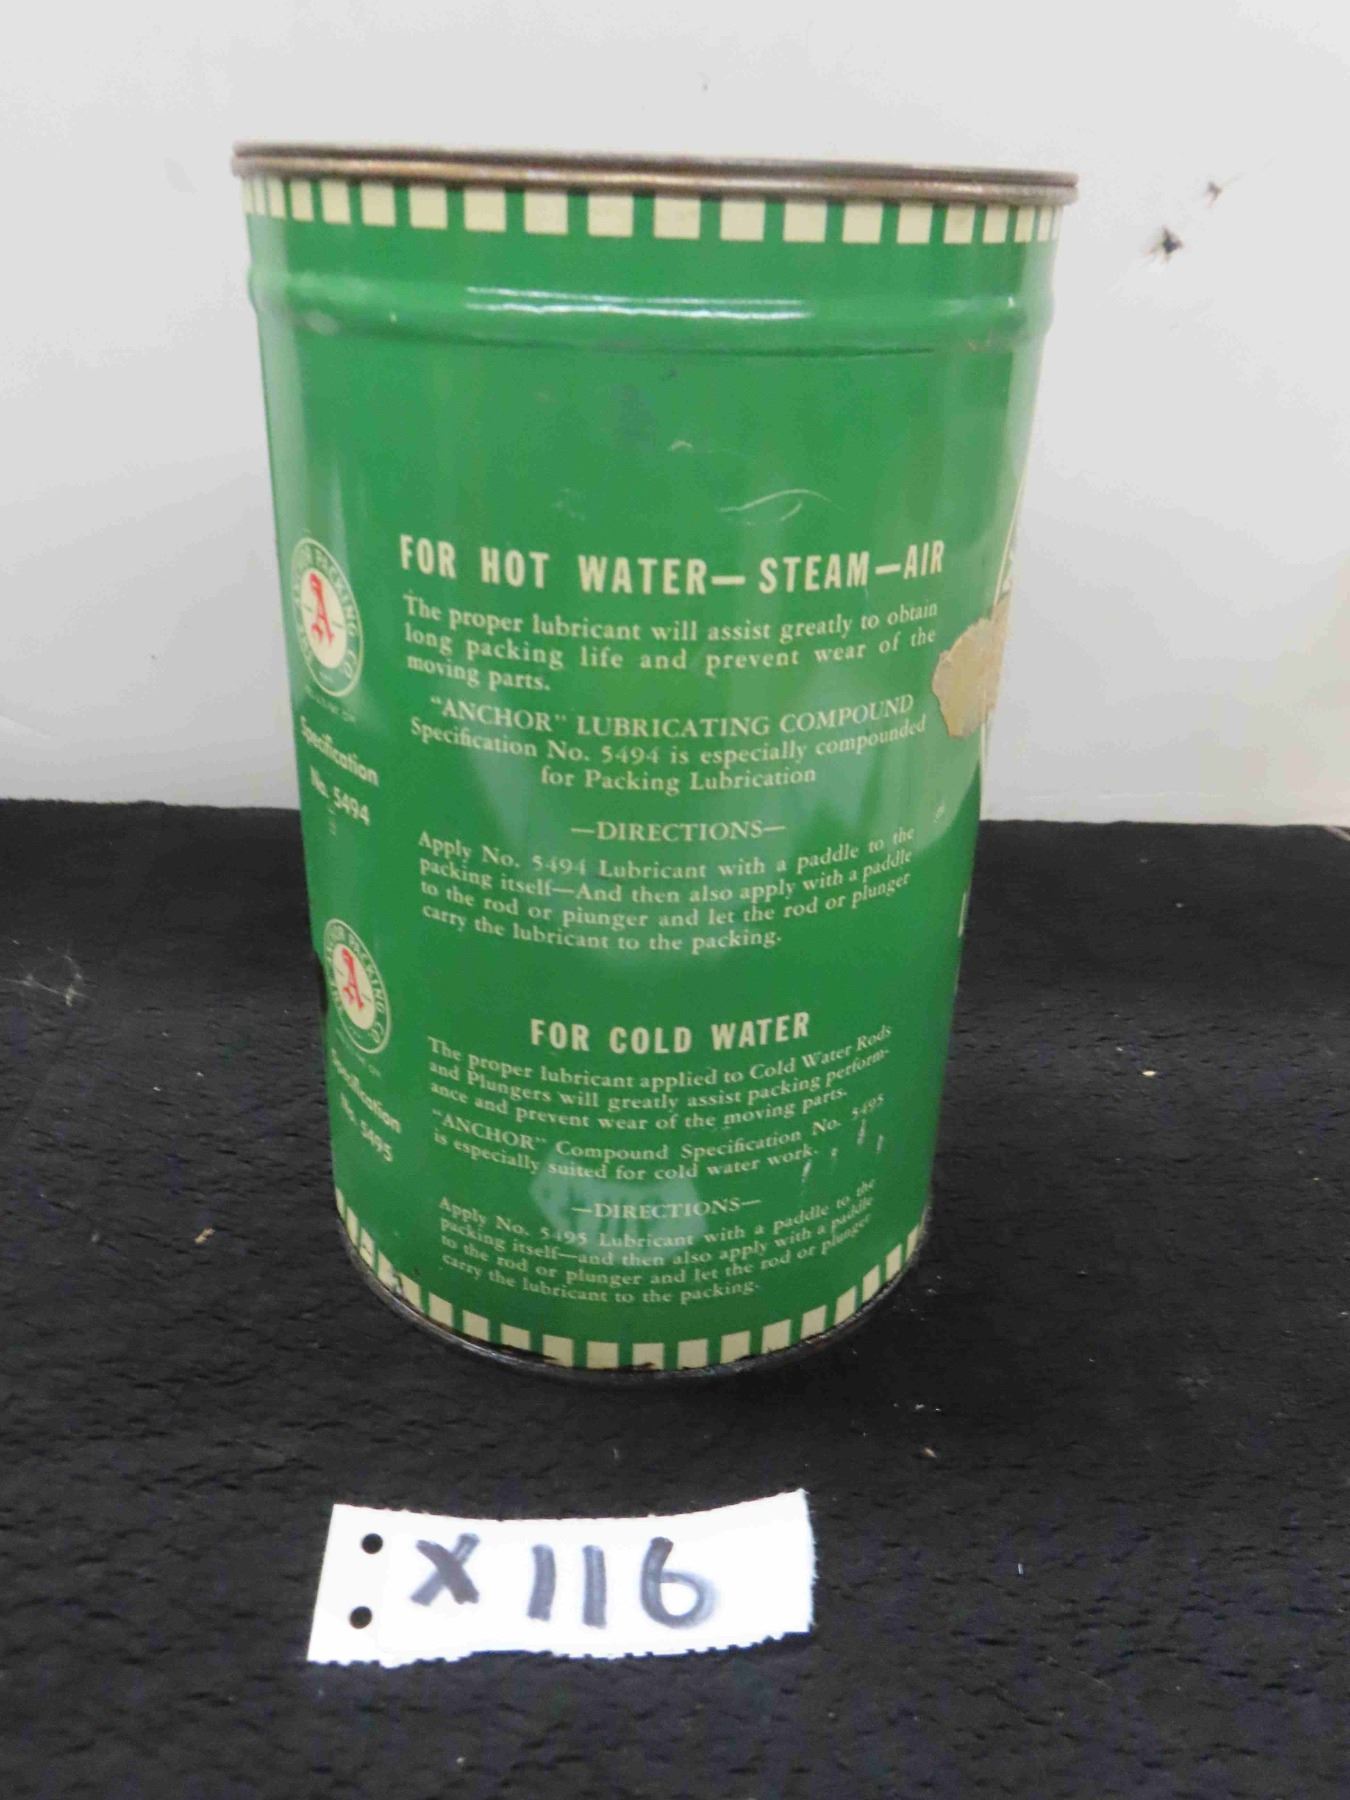 FOR HOT WATER—STEAM—AIR
The proper lubricant will assist greatly to obtain
long packing life and prevent wear of the
moving parts.
"ANCHOR" LUBRICATING COMPOUND
Specification No. 5494 is especially compounded
for Packing Lubrication
—DIRECTIONS—
Apply No. 5494 Lubricant with a paddle to the
packing itself—And then also apply with a paddle
to the rod or plunger and let the rod or plunger
carry the lubricant to the packing.
FOR COLD WATER
The proper lubricant applied to Cold Water Rods
and Plungers will greatly assist packing perform-
ance and prevent wear of the moving parts.
"ANCHOR" Compound Specification No. 5495
is especially suited for cold water work.
—DIRECTIONS—
Apply No. 5495 Lubricant with a paddle to the
packing itself—and then also apply with a paddle
to the rod or plunger and let the rod or plunger
carry the lubricant to the packing.
PACKING CO
A
Specification
No. 5494
PACKING CO
A
Specification
No. 5495
X116